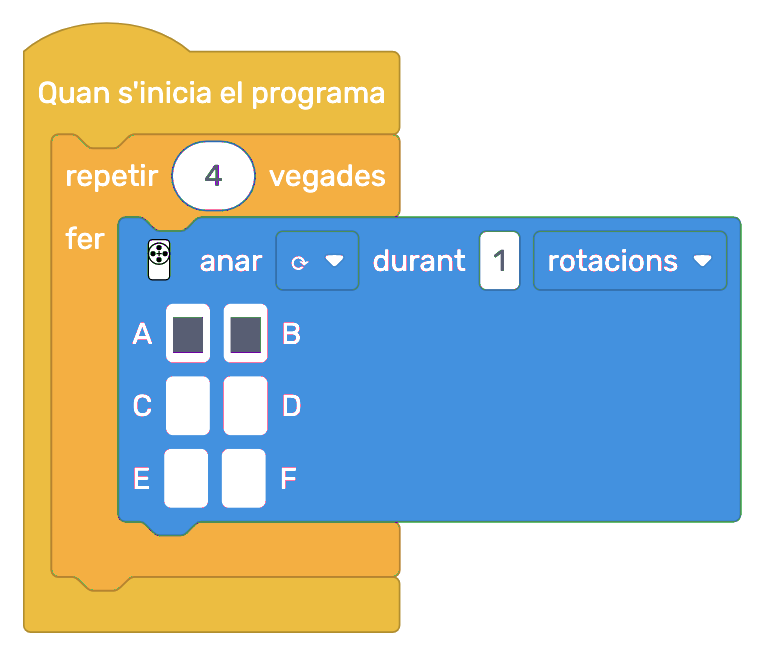 Quan s'inicia el programa
repetir 4 vegades
fer
anar ⟳ durant 1 rotacions
A B
C D
E F